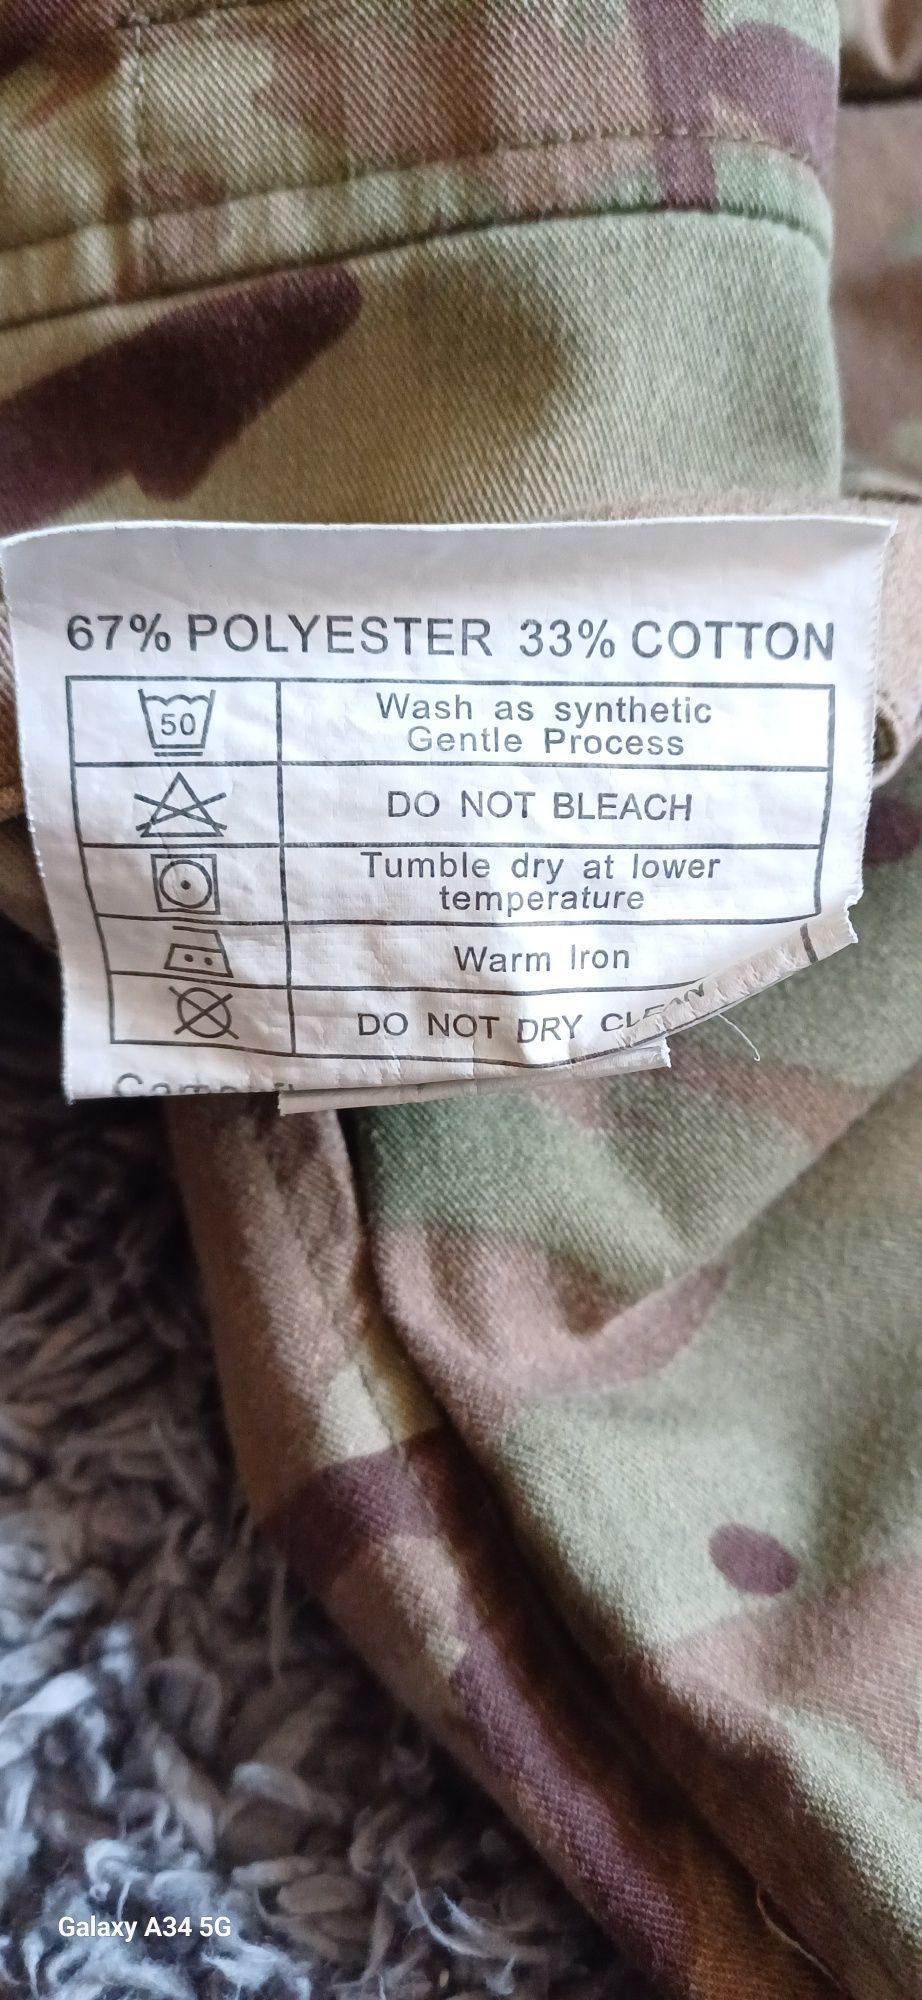 67% POLYESTER 33% COTTON
50
Wash as synthetic
Gentle Process
DO NOT BLEACH
Tumble dry at lower
temperature
Warm Iron
DO NOT DRY CLEAN
Galaxy A34 5G